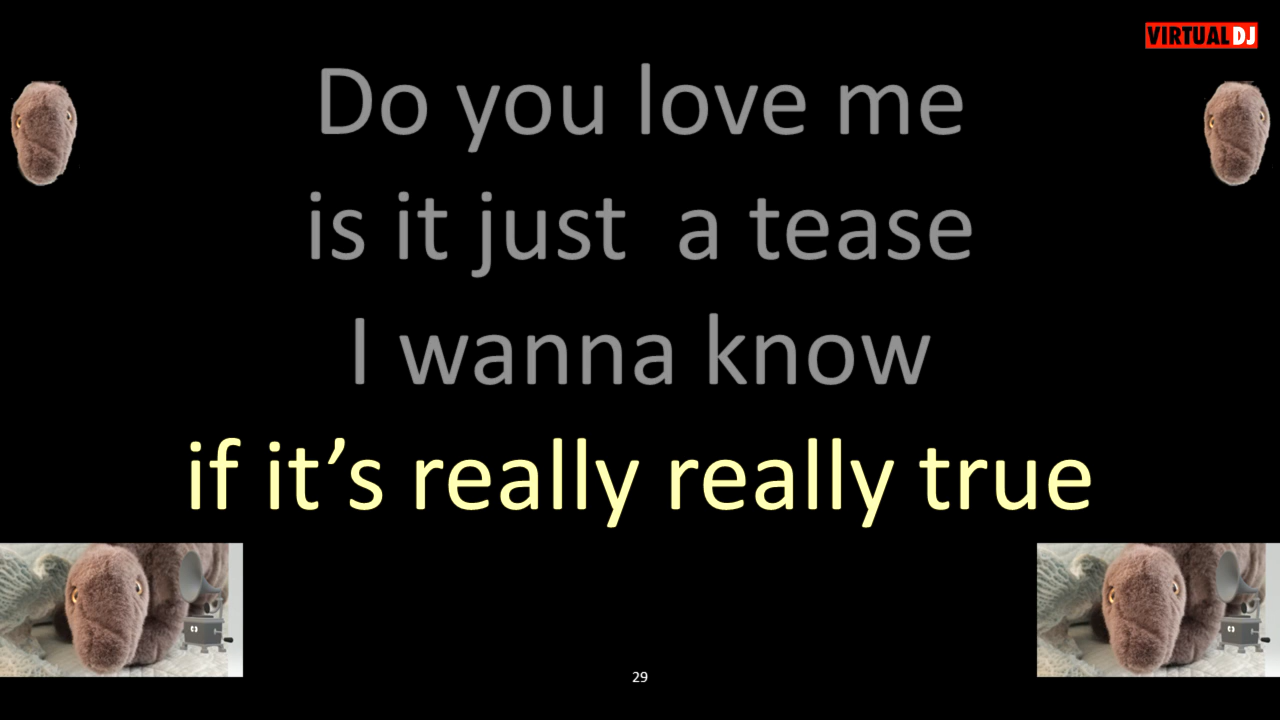 VIRTUAL DJ
Do you love me
is it just  a tease
I wanna know
if it’s really really true
29